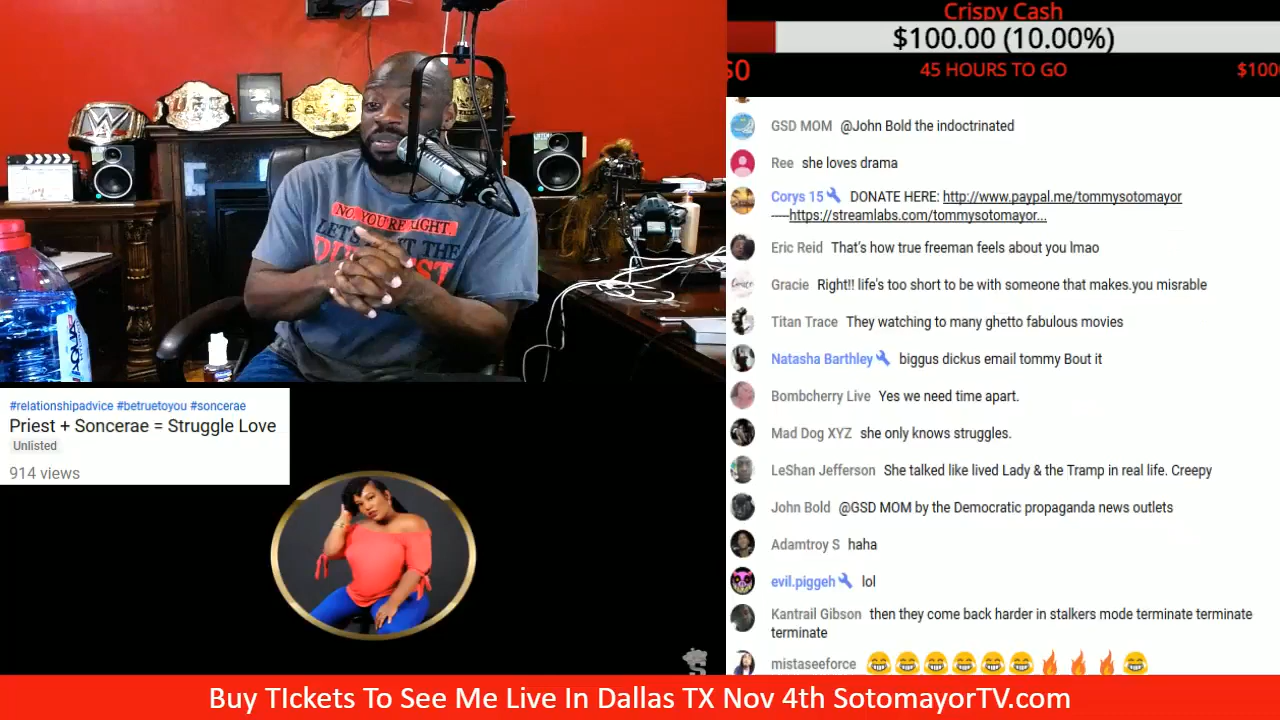 Crispy Cash
$100.00 (10.00%)
$0
45 HOURS TO GO
$100
NO, YOU'RE RIGHT.
GSD MOM @John Bold the indoctrinated
Ree she loves drama
Corys 15 DONATE HERE: http://www.paypal.me/tommysotomayor
----https://streamlabs.com/tommysotomayor...
Eric Reid That's how true freeman feels about you lmao
Gracie Right!! life's too short to be with someone that makes.you misrable
Titan Trace They watching to many ghetto fabulous movies
Natasha Barthley biggus dickus email tommy Bout it
Bombcherry Live Yes we need time apart.
Mad Dog XYZ she only knows struggles.
LeShan Jefferson She talked like lived Lady & the Tramp in real life. Creepy
John Bold @GSD MOM by the Democratic propaganda news outlets
Adamtroy S haha
evil.piggeh lol
Kantrail Gibson then they come back harder in stalkers mode terminate terminate
terminate
mistaseeforce 😂😂😂😂😂😂🔥🔥🔥😂
#relationshipadvice #betruetoyou #soncerae
Priest + Soncerae = Struggle Love
Unlisted
914 views
Buy TIckets To See Me Live In Dallas TX Nov 4th SotomayorTV.com